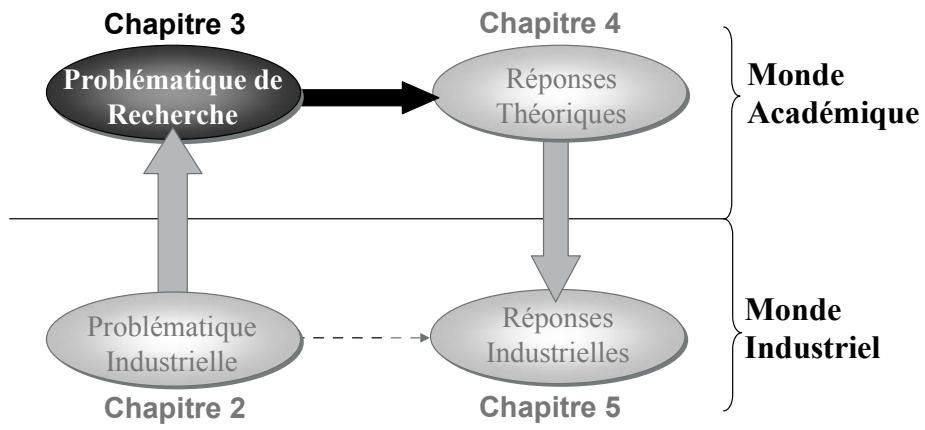 Chapitre 3
Problématique de
Recherche
Chapitre 4
Réponses
Théoriques
Monde
Académique
Problématique
Industrielle
Chapitre 2
Réponses
Industrielles
Chapitre 5
Monde
Industriel